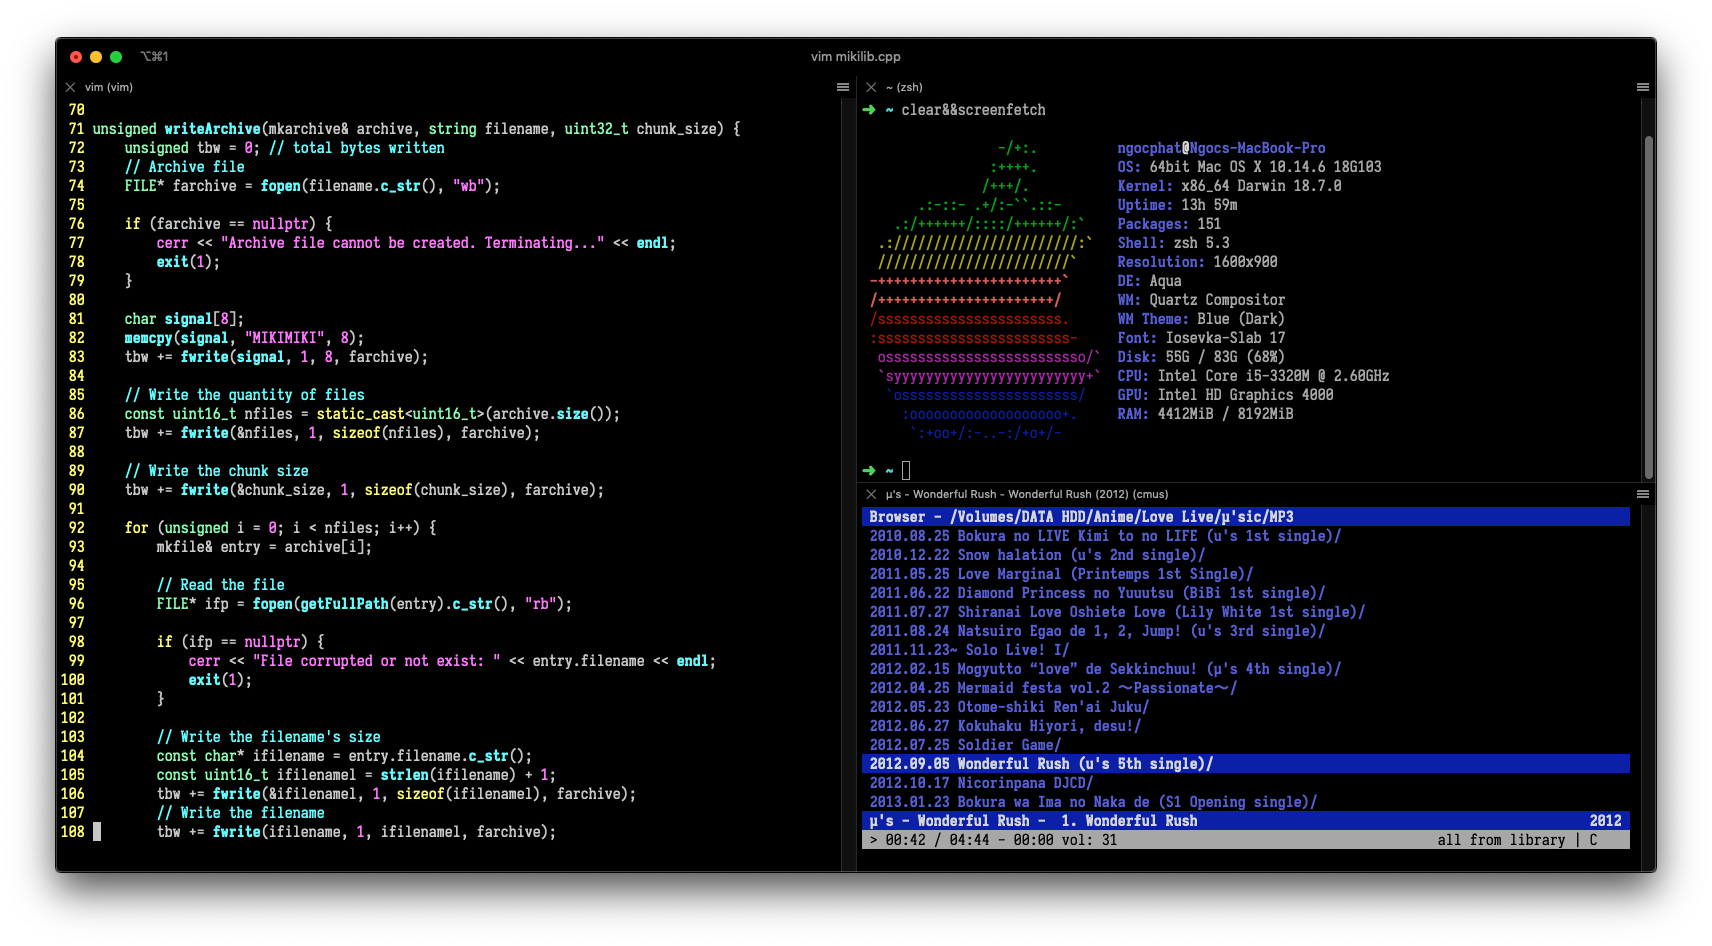 ⌥⌘1
vim mikilib.cpp
vim (vim)
70
71 unsigned writeArchive(mkarchive& archive, string filename, uint32_t chunk_size) {
72     unsigned tbw = 0; // total bytes written
73     // Archive file
74     FILE* farchive = fopen(filename.c_str(), "wb");
75
76     if (farchive == nullptr) {
77         cerr << "Archive file cannot be created. Terminating..." << endl;
78         exit(1);
79     }
80
81     char signal[8];
82     memcpy(signal, "MIKIMIKI", 8);
83     tbw += fwrite(signal, 1, 8, farchive);
84
85     // Write the quantity of files
86     const uint16_t nfiles = static_cast<uint16_t>(archive.size());
87     tbw += fwrite(&nfiles, 1, sizeof(nfiles), farchive);
88
89     // Write the chunk size
90     tbw += fwrite(&chunk_size, 1, sizeof(chunk_size), farchive);
91
92     for (unsigned i = 0; i < nfiles; i++) {
93         mkfile& entry = archive[i];
94
95         // Read the file
96         FILE* ifp = fopen(getFullPath(entry).c_str(), "rb");
97
98         if (ifp == nullptr) {
99             cerr << "File corrupted or not exist: " << entry.filename << endl;
100             exit(1);
101         }
102
103         // Write the filename's size
104         const char* ifilename = entry.filename.c_str();
105         const uint16_t ifilenamel = strlen(ifilename) + 1;
106         tbw += fwrite(&ifilenamel, 1, sizeof(ifilenamel), farchive);
107         // Write the filename
108         tbw += fwrite(ifilename, 1, ifilenamel, farchive);
~ (zsh)
➜ ~ clear&&screenfetch
-/+:.
:++++.
/+++/.
.:-::- .+/:-``.::-
.:/++++++/::::/++++++/:`
.:///////////////////////:`
////////////////////////`
-+++++++++++++++++++++++`
/++++++++++++++++++++++/
/sssssssssssssssssssssss.
:ssssssssssssssssssssssss-
osssssssssssssssssssssssso/`
`syyyyyyyyyyyyyyyyyyyyyyyy+`
`ossssssssssssssssssssss/
:ooooooooooooooooooo+.
`:+oo+/:-..-:/+o+/-
ngocphat@Ngocs-MacBook-Pro
OS: 64bit Mac OS X 10.14.6 18G103
Kernel: x86_64 Darwin 18.7.0
Uptime: 13h 59m
Packages: 151
Shell: zsh 5.3
Resolution: 1600x900
DE: Aqua
WM: Quartz Compositor
WM Theme: Blue (Dark)
Font: Iosevka-Slab 17
Disk: 55G / 83G (68%)
CPU: Intel Core i5-3320M @ 2.60GHz
GPU: Intel HD Graphics 4000
RAM: 4412MiB / 8192MiB
➜ ~
µ's - Wonderful Rush - Wonderful Rush (2012) (cmus)
Browser - /Volumes/DATA HDD/Anime/Love Live/µ'sic/MP3
2010.08.25 Bokura no LIVE Kimi to no LIFE (u's 1st single)/
2010.12.22 Snow halation (u's 2nd single)/
2011.05.25 Love Marginal (Printemps 1st Single)/
2011.06.22 Diamond Princess no Yuuutsu (BiBi 1st single)/
2011.07.27 Shiranai Love Oshiete Love (Lily White 1st single)/
2011.08.24 Natsuiro Egao de 1, 2, Jump! (u's 3rd single)/
2011.11.23~ Solo Live! I/
2012.02.15 Mogyutto “love” de Sekkinchuu! (µ's 4th single)/
2012.04.25 Mermaid festa vol.2 ～Passionate～/
2012.05.23 Otome-shiki Ren'ai Juku/
2012.06.27 Kokuhaku Hiyori, desu!/
2012.07.25 Soldier Game/
2012.09.05 Wonderful Rush (u's 5th single)/
2012.10.17 Nicorinpana DJCD/
2013.01.23 Bokura wa Ima no Naka de (S1 Opening single)/
µ's - Wonderful Rush -  1. Wonderful Rush 2012
> 00:42 / 04:44 - 00:00 vol: 31 all from library | C